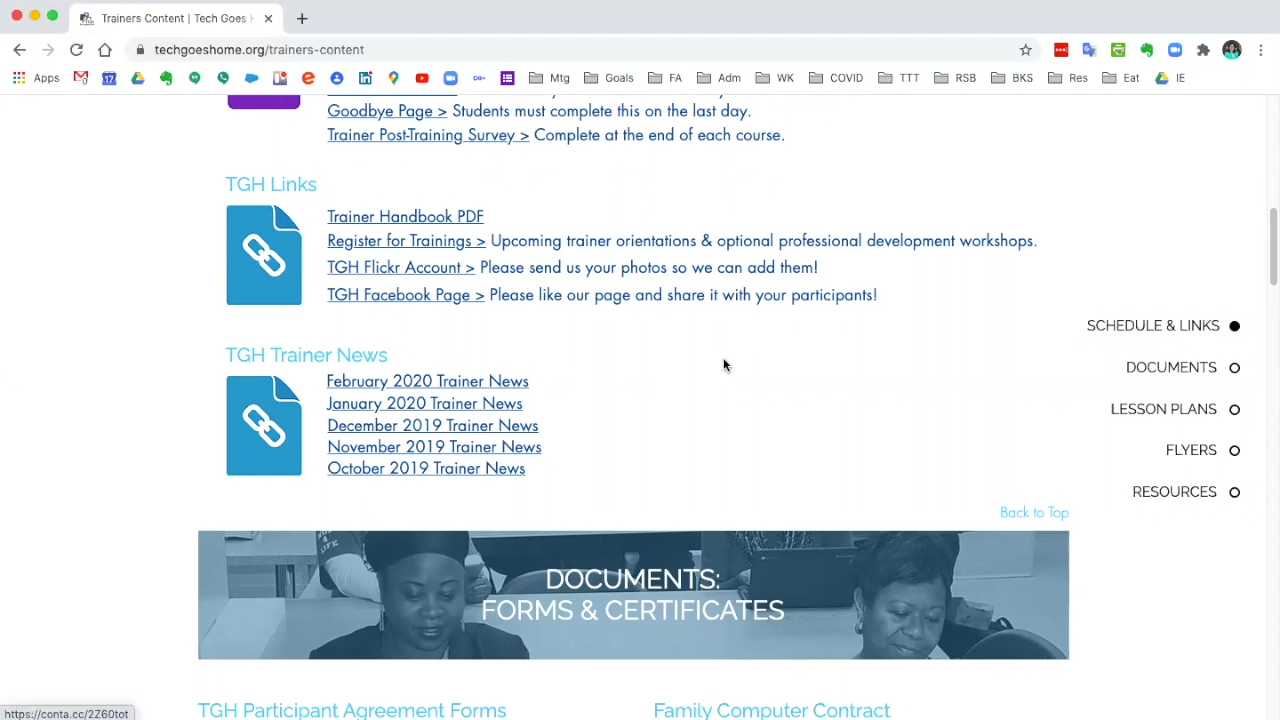 Trainers Content | Tech Goes H
techgoeshome.org/trainers-content
Apps
17
Mtg
Goals
FA
Adm
WK
COVID
TTT
RSB
BKS
Res
Eat
IE
Goodbye Page > Students must complete this on the last day.
Trainer Post-Training Survey > Complete at the end of each course.
TGH Links
Trainer Handbook PDF
Register for Trainings > Upcoming trainer orientations & optional professional development workshops.
TGH Flickr Account > Please send us your photos so we can add them!
TGH Facebook Page > Please like our page and share it with your participants!
SCHEDULE & LINKS
DOCUMENTS
LESSON PLANS
FLYERS
RESOURCES
TGH Trainer News
February 2020 Trainer News
January 2020 Trainer News
December 2019 Trainer News
November 2019 Trainer News
October 2019 Trainer News
Back to Top
DOCUMENTS:
FORMS & CERTIFICATES
TGH Participant Agreement Forms
Family Computer Contract
https://conta.cc/2Z60tot